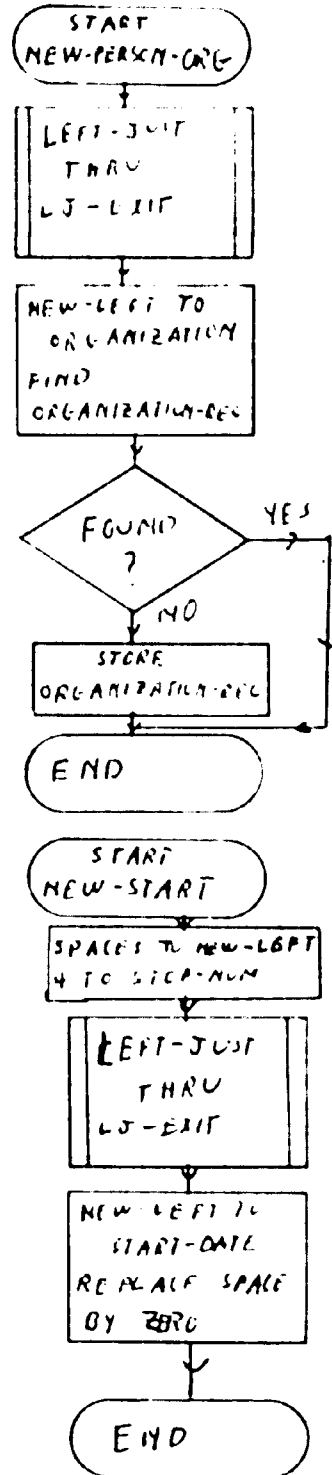 START
NEW-PERSON-ORG
LEFT-JUST
THRU
LJ-EXIT
NEW-LEFT TO
ORGANIZATION
FIND
ORGANIZATION-REC
FOUND
?
YES
NO
STORE
ORGANIZATION-REC
END
START
NEW-START
SPACES TO NEW-LEFT
4 TO STOP-NUM
LEFT-JUST
THRU
LJ-EXIT
NEW-LEFT TO
START-DATE
REPLACE SPACE
BY ZERO
END